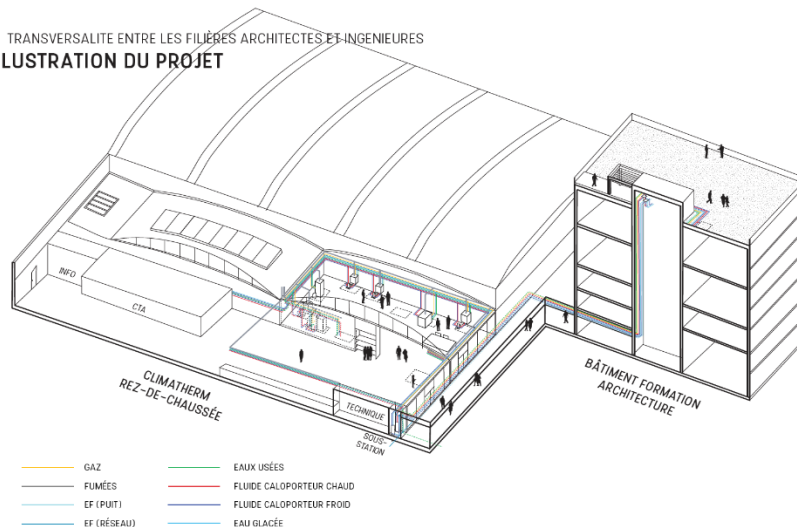 TRANSVERSALITE ENTRE LES FILIÈRES ARCHITECTES ET INGENIEURES
LUSTRATION DU PROJET
INFO
CTA
CLIMATHERM
REZ-DE-CHAUSSÉE
TECHNIQUE
SOUS-
STATION
BÂTIMENT FORMATION
ARCHITECTURE
GAZ
FUMÉES
EF (PUIT)
EF (RÉSEAU)
EAUX USÉES
FLUIDE CALOPORTEUR CHAUD
FLUIDE CALOPORTEUR FROID
EAU GLACÉE